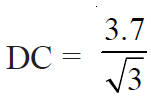 DC = 3.7/√3